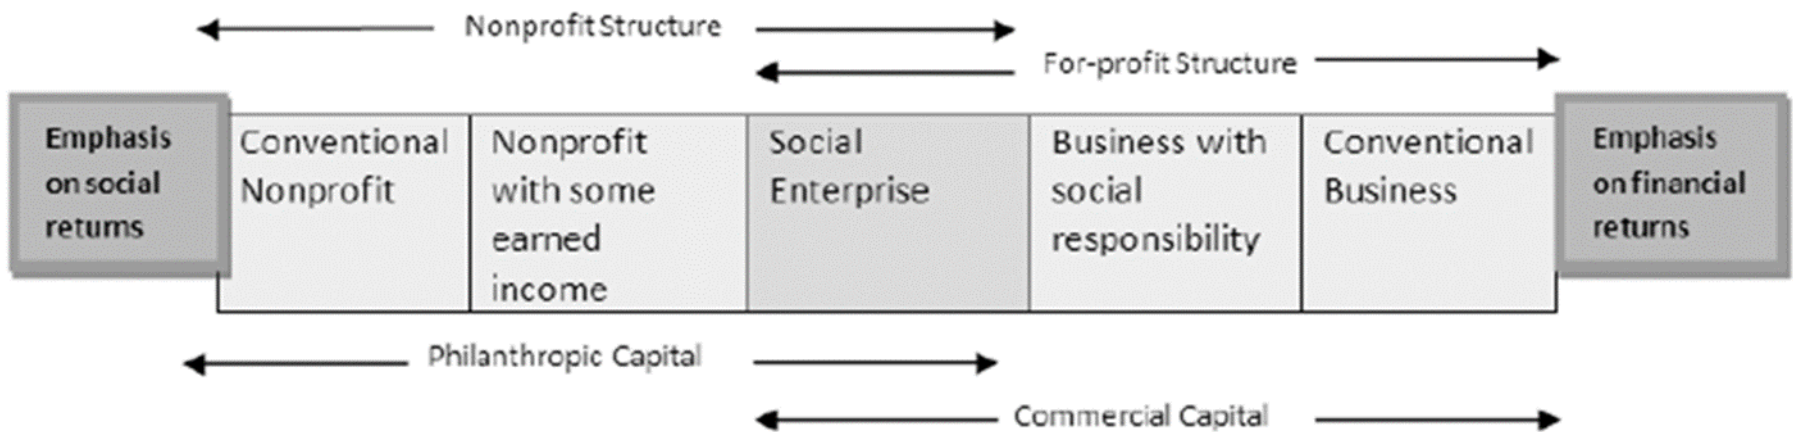 Nonprofit Structure
For-profit Structure
Emphasis
on social
returns
Conventional
Nonprofit
Nonprofit
with some
earned
income
Social
Enterprise
Business with
social
responsibility
Conventional
Business
Emphasis
on financial
returns
Philanthropic Capital
Commercial Capital